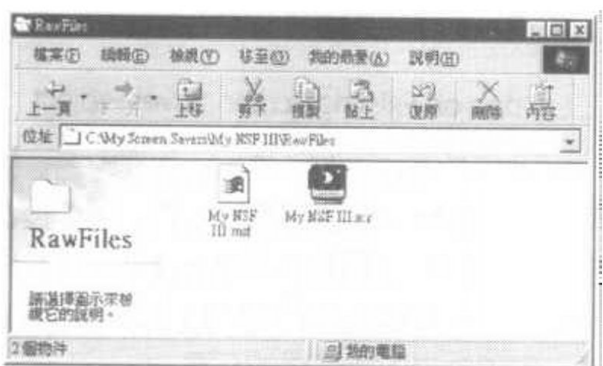 RawFiles
檔案(F) 編輯(E) 檢視(V) 移至(G) 我的最愛(A) 說明(H)
上一頁 上移 剪下 複製 貼上 復原 刪除 內容
位址 C:\My Screen Savers\My NSF III\RawFiles
My NSF III.scr
My NSF
III
RawFiles
請選擇圖示來檢
視它的說明。
2 個物件 我的電腦